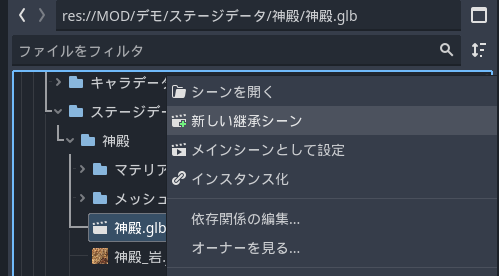 res://MOD/デモ/ステージデータ/神殿/神殿.glb
ファイルをフィルタ
キャラデータ
シーンを開く
ステージデー
新しい継承シーン
神殿
メインシーンとして設定
マテリア
インスタンス化
メッシュ
依存関係の編集...
神殿.glb
オーナーを見る...
神殿_岩.